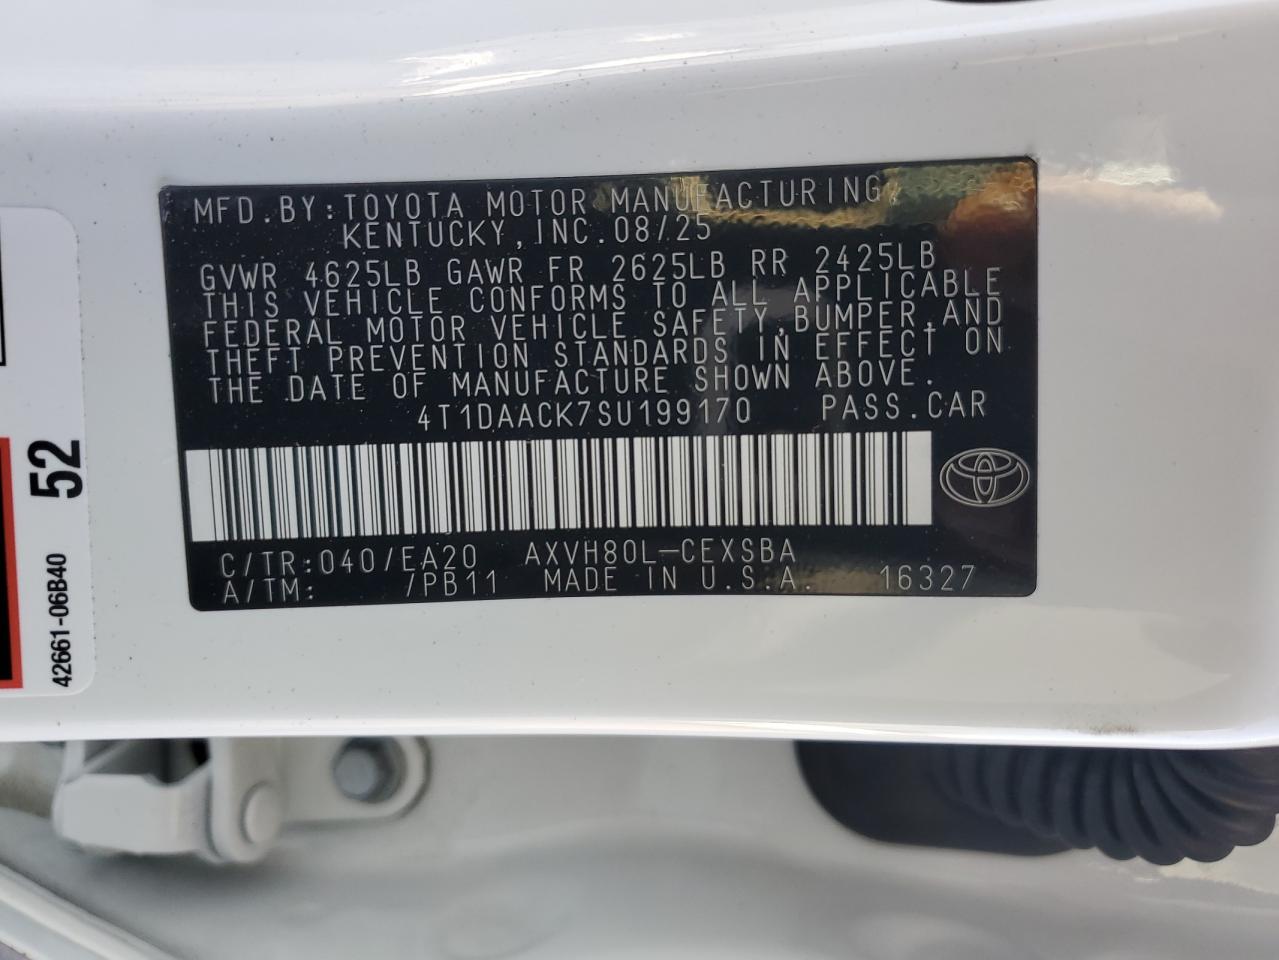 MFD.BY:TOYOTA MOTOR MANUFACTURING,
KENTUCKY,INC.08/25
GVWR 4625LB GAWR FR 2625LB RR 2425LB
THIS VEHICLE CONFORMS TO ALL APPLICABLE
FEDERAL MOTOR VEHICLE SAFETY,BUMPER,AND
THEFT PREVENTION STANDARDS IN EFFECT ON
THE DATE OF MANUFACTURE SHOWN ABOVE.
4T1DAACK7SU199170 PASS.CAR
C/TR:040/EA20 AXVH80L-CEXSBA
A/TM: /PB11 MADE IN U.S.A. 16327
52
42661-06B40